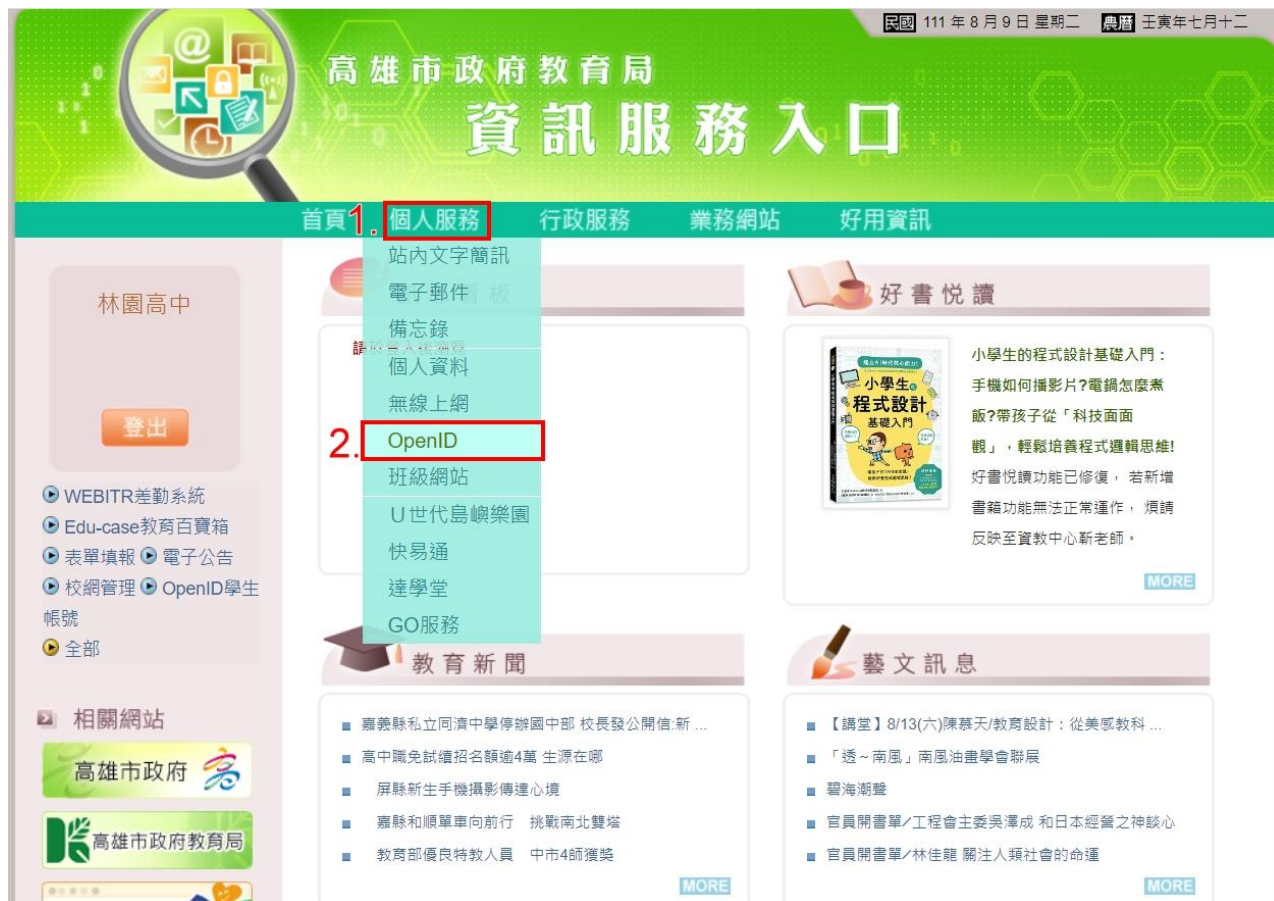 民國 111 年 8 月 9 日 星期二 農曆 壬寅年七月十二
高雄市政府教育局
資訊服務入口
首頁 1. 個人服務 行政服務 業務網站 好用資訊
站內文字簡訊
電子郵件
備忘錄
個人資料
無線上網
2. OpenID
班級網站
U世代島嶼樂園
快易通
達學堂
GO服務
林園高中
登出
WEBITR差勤系統
Edu-case教育百寶箱
表單填報 電子公告
校網管理 OpenID學生
帳號
全部
相關網站
高雄市政府
高雄市政府教育局
板
好書悦讀
小學生的
程式設計
基礎入門
小學生的程式設計基礎入門：
手機如何播影片?電鍋怎麼煮
飯?帶孩子從「科技面面
觀」，輕鬆培養程式邏輯思維!
好書悅讀功能已修復， 若新增
書籍功能無法正常運作， 煩請
反映至資教中心靳老師。
MORE
教育新聞
嘉義縣私立同濟中學停辦國中部 校長發公開信:新 ...
高中職免試續招名額逾4萬 生源在哪
屏縣新生手機攝影傳達心境
嘉縣和順單車向前行 挑戰南北雙塔
教育部優良特教人員 中市4師獲獎
MORE
藝文訊息
【講堂】8/13(六)陳慕天/教育設計：從美感教科 ...
「透～南風」南風油畫學會聯展
碧海潮聲
官員開書單／工程會主委吳澤成 和日本經營之神談心
官員開書單／林佳龍 關注人類社會的命運
MORE